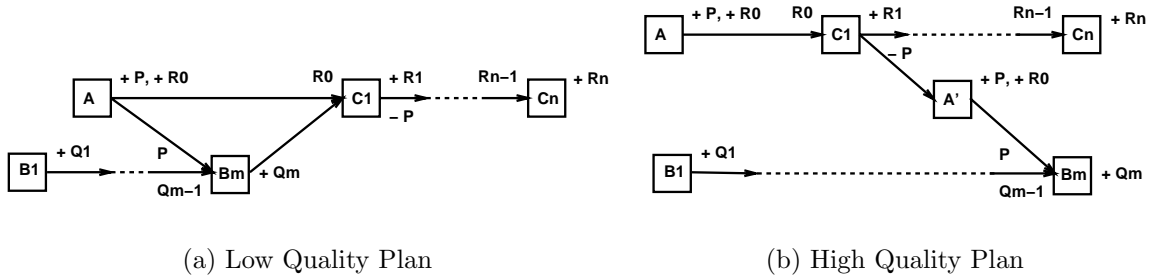 + P, + R0
R0
+ R1
Rn−1
+ Rn
A
C1
Cn
− P
B1
+ Q1
P
Qm−1
Bm
+ Qm
(a) Low Quality Plan
+ P, + R0
R0
+ R1
Rn−1
+ Rn
A
C1
Cn
− P
A'
+ P, + R0
B1
+ Q1
P
Qm−1
Bm
+ Qm
(b) High Quality Plan